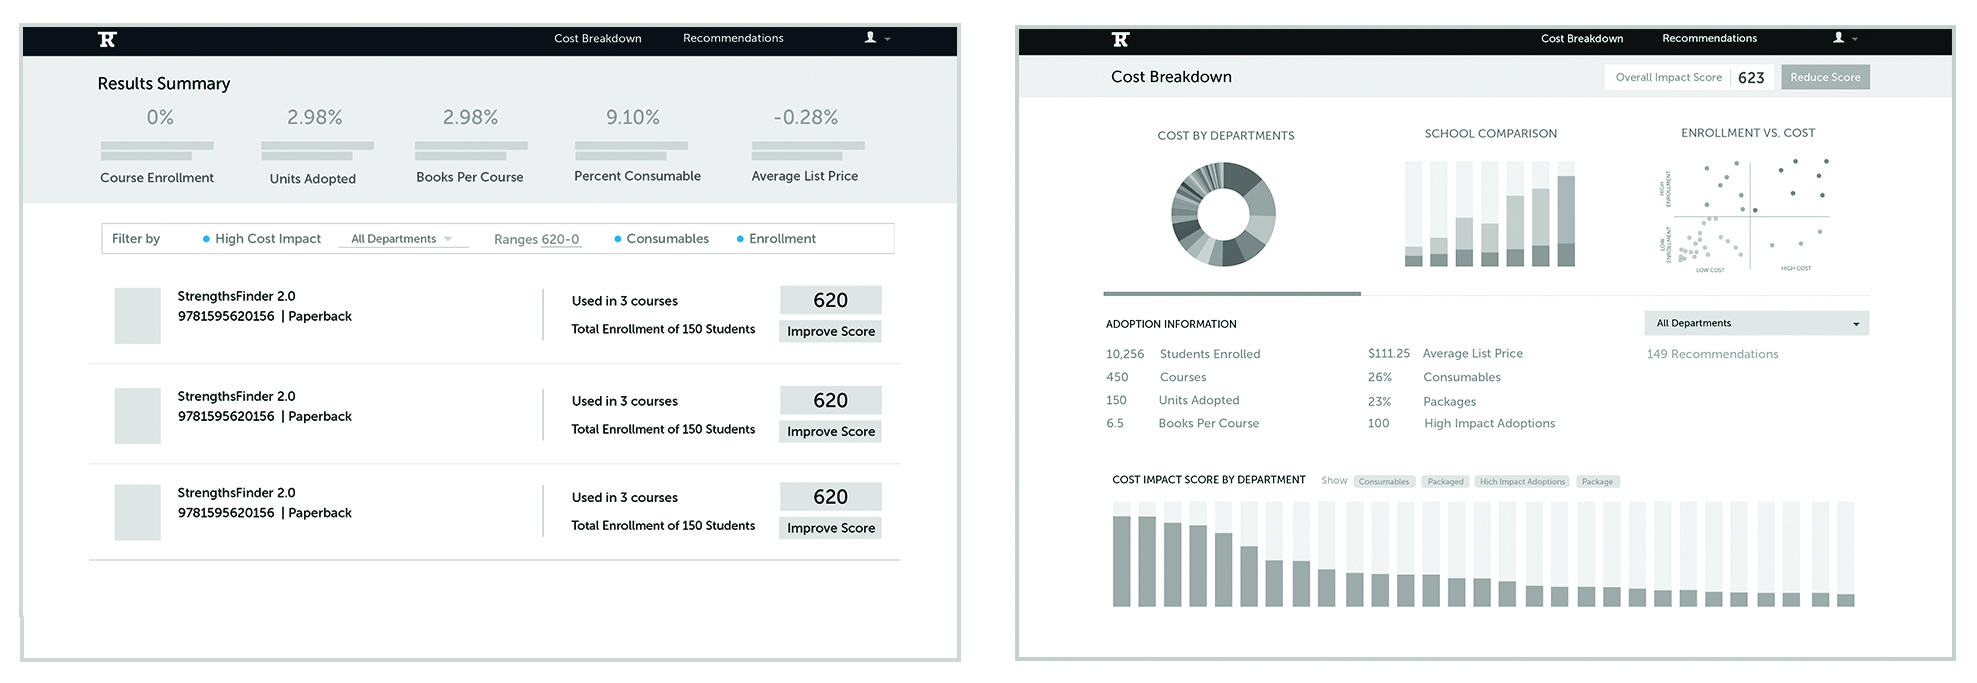 R
Cost Breakdown Recommendations
Results Summary
0% 2.98% 2.98% 9.10% -0.28%
Course Enrollment Units Adopted Books Per Course Percent Consumable Average List Price
Filter by High Cost Impact All Departments Ranges 620-0 Consumables Enrollment
StrengthsFinder 2.0
9781595620156 | Paperback
Used in 3 courses
Total Enrollment of 150 Students
620
Improve Score
StrengthsFinder 2.0
9781595620156 | Paperback
Used in 3 courses
Total Enrollment of 150 Students
620
Improve Score
StrengthsFinder 2.0
9781595620156 | Paperback
Used in 3 courses
Total Enrollment of 150 Students
620
Improve Score
R
Cost Breakdown Recommendations
Cost Breakdown
Overall Impact Score 623 Reduce Score
COST BY DEPARTMENTS
SCHOOL COMPARISON
ENROLLMENT VS. COST
HIGH
ENROLLMENT
LOW
ENROLLMENT
LOW COST
HIGH COST
ADOPTION INFORMATION
All Departments
149 Recommendations
10,256 Students Enrolled
450 Courses
150 Units Adopted
6.5 Books Per Course
$111.25 Average List Price
26% Consumables
23% Packages
100 High Impact Adoptions
COST IMPACT SCORE BY DEPARTMENT Show Consumables Packaged Hich Impact Adoptions Package